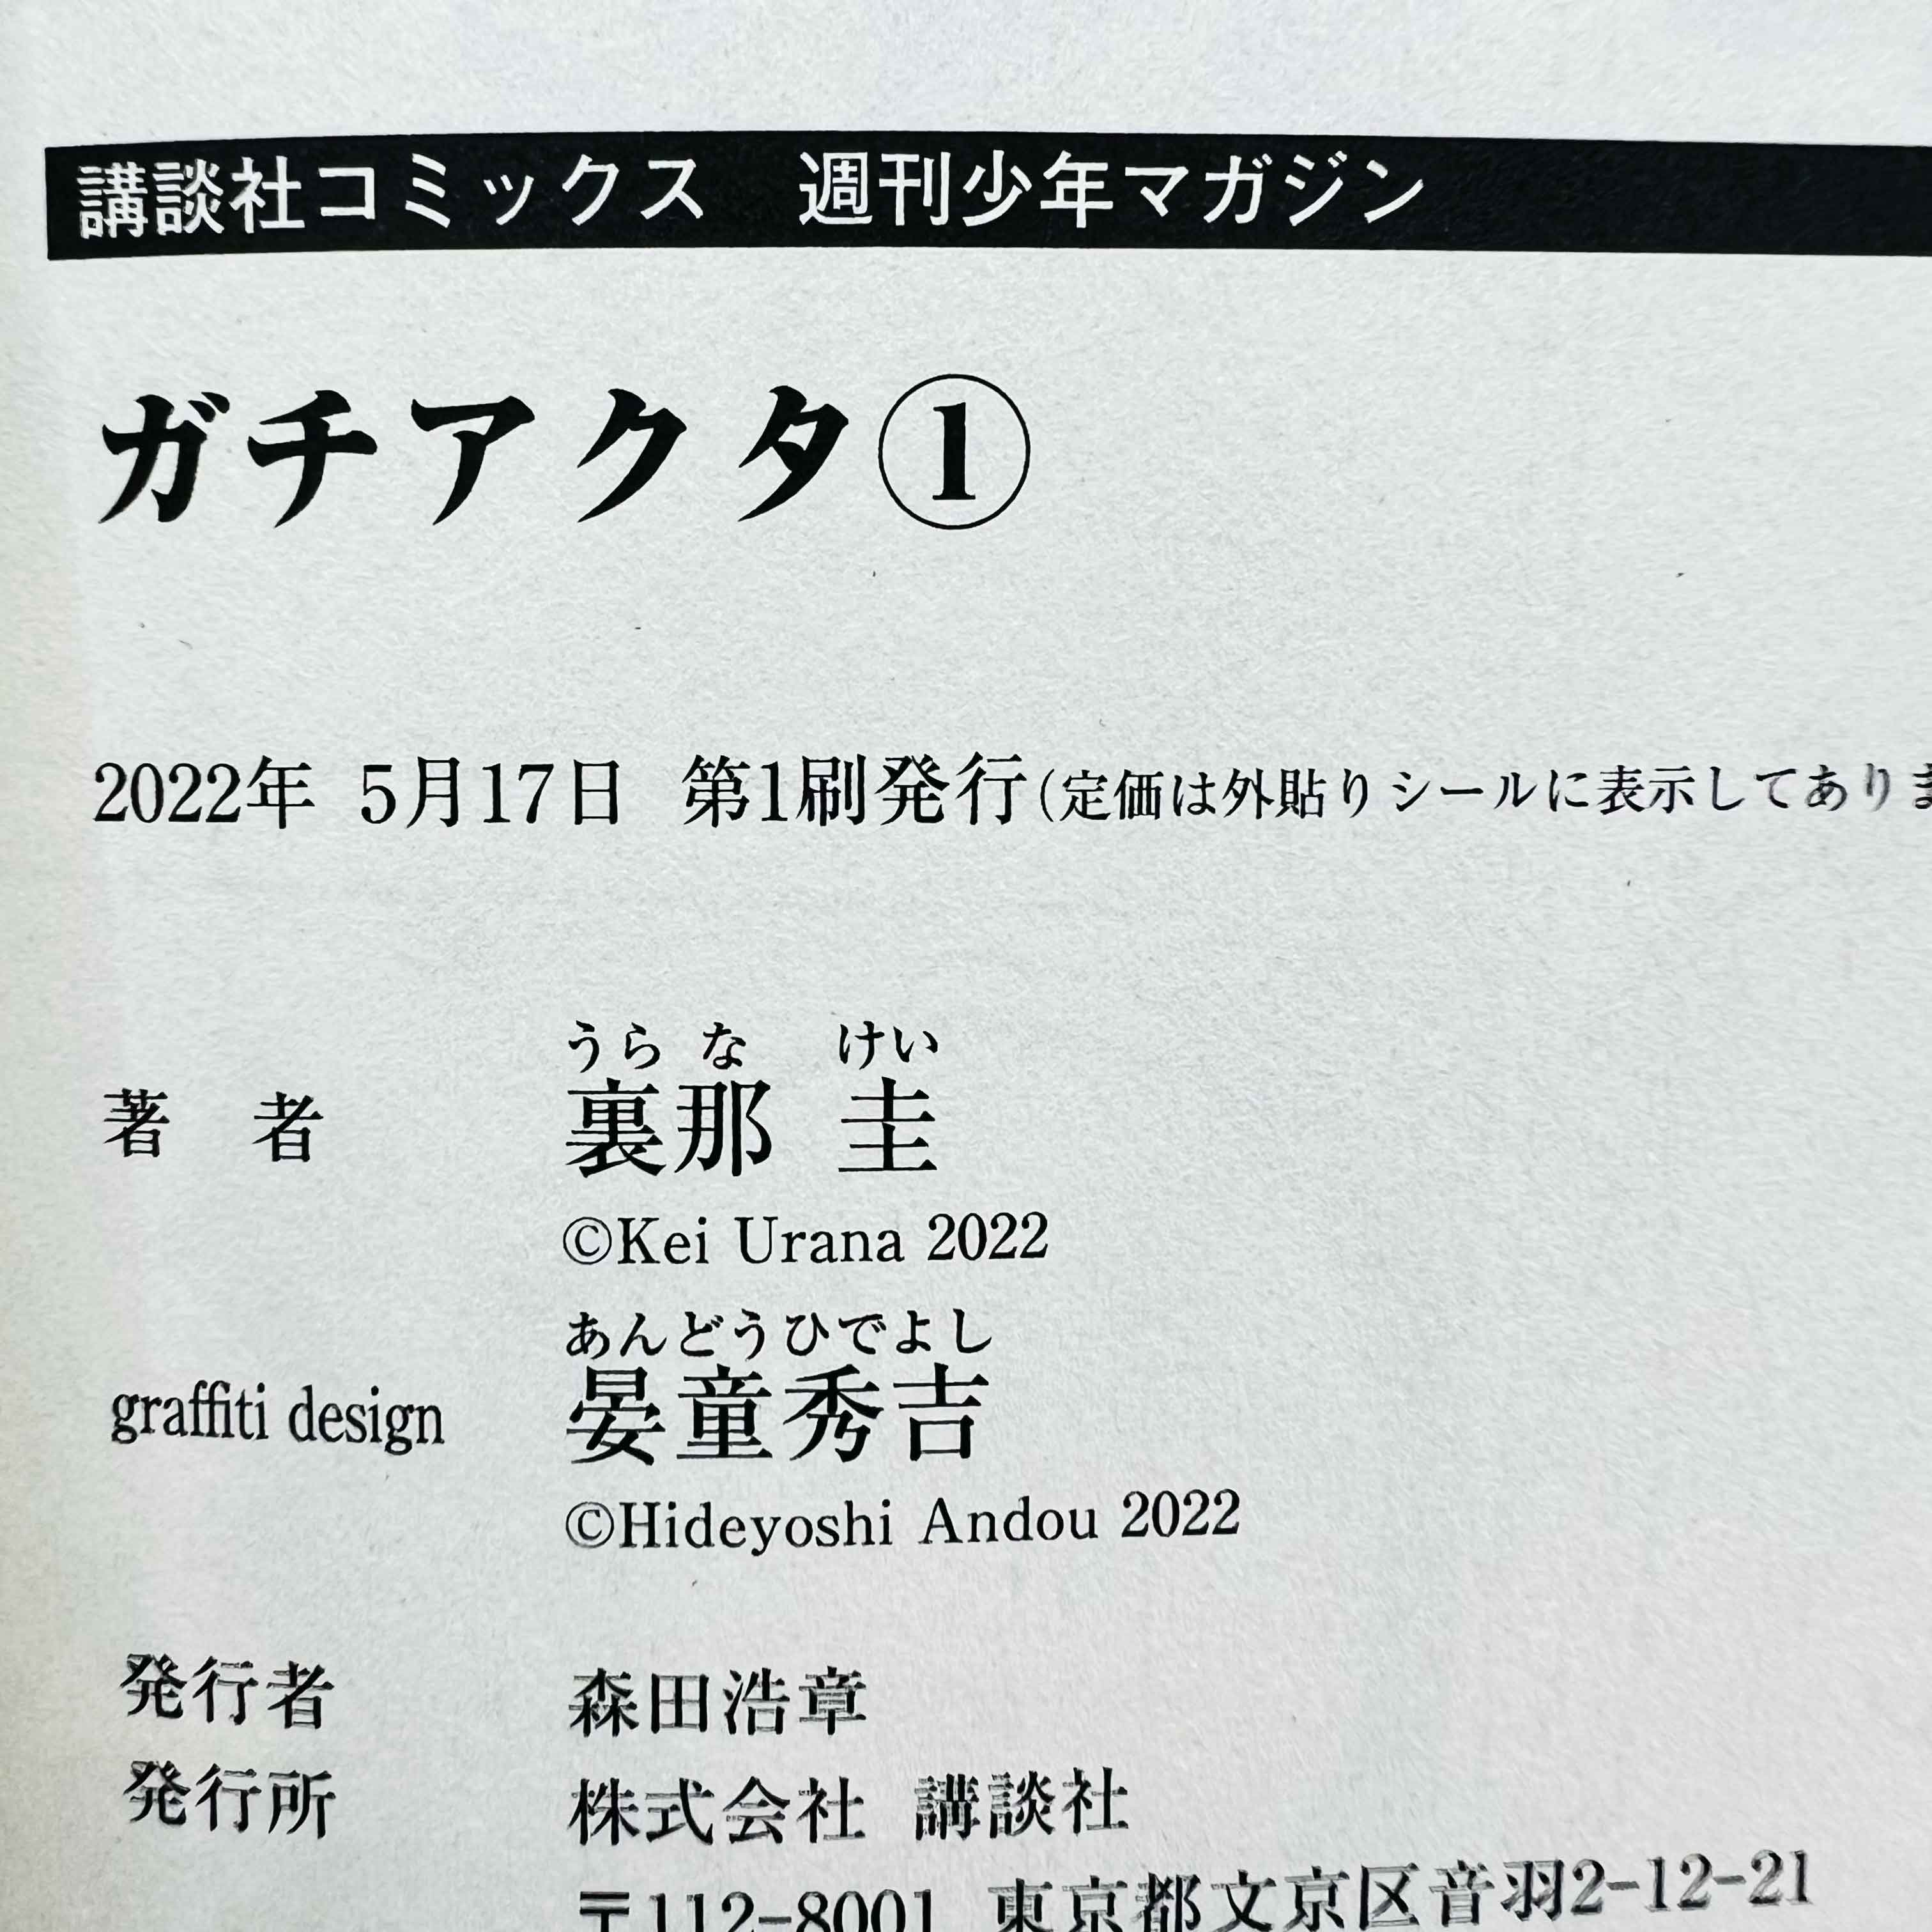 講談社コミックス 週刊少年マガジン
ガチアクタ①
2022年 5月17日 第1刷発行(定価は外貼りシールに表示してありま
うらな けい
著者 裏那 圭
©Kei Urana 2022
あんどうひでよし
graffiti design 晏童秀吉
©Hideyoshi Andou 2022
発行者 森田浩章
発行所 株式会社 講談社
〒112-8001 東京都文京区音羽2-12-21